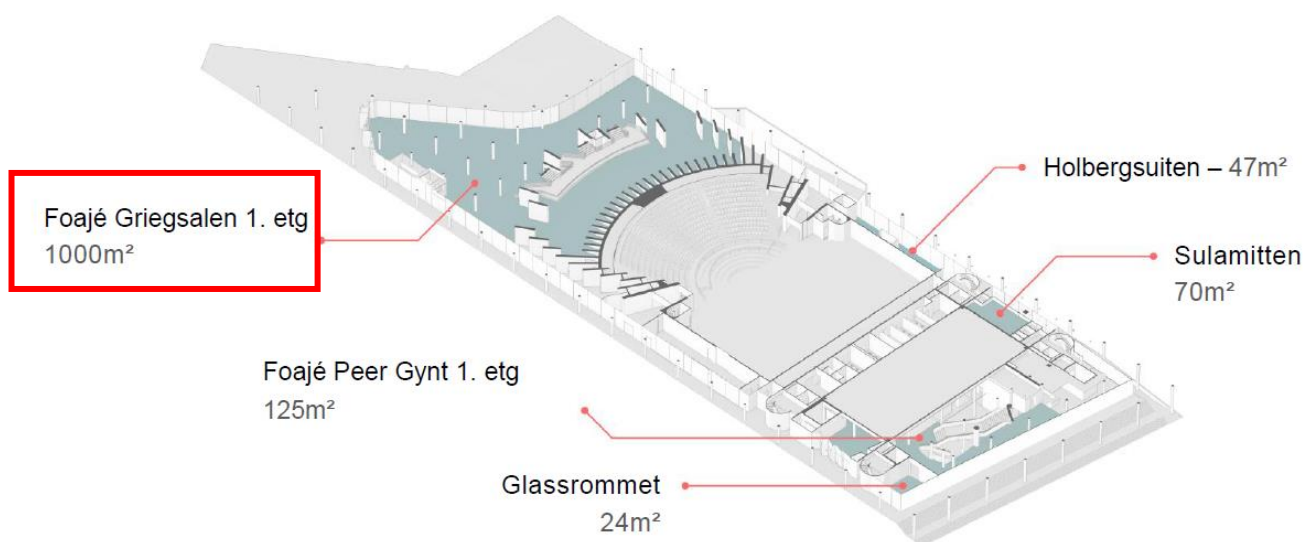 Holbergsuiten – 47m²
Foajé Griegsalen 1. etg
1000m²
Sulamitten
70m²
Foajé Peer Gynt 1. etg
125m²
Glassrommet
24m²